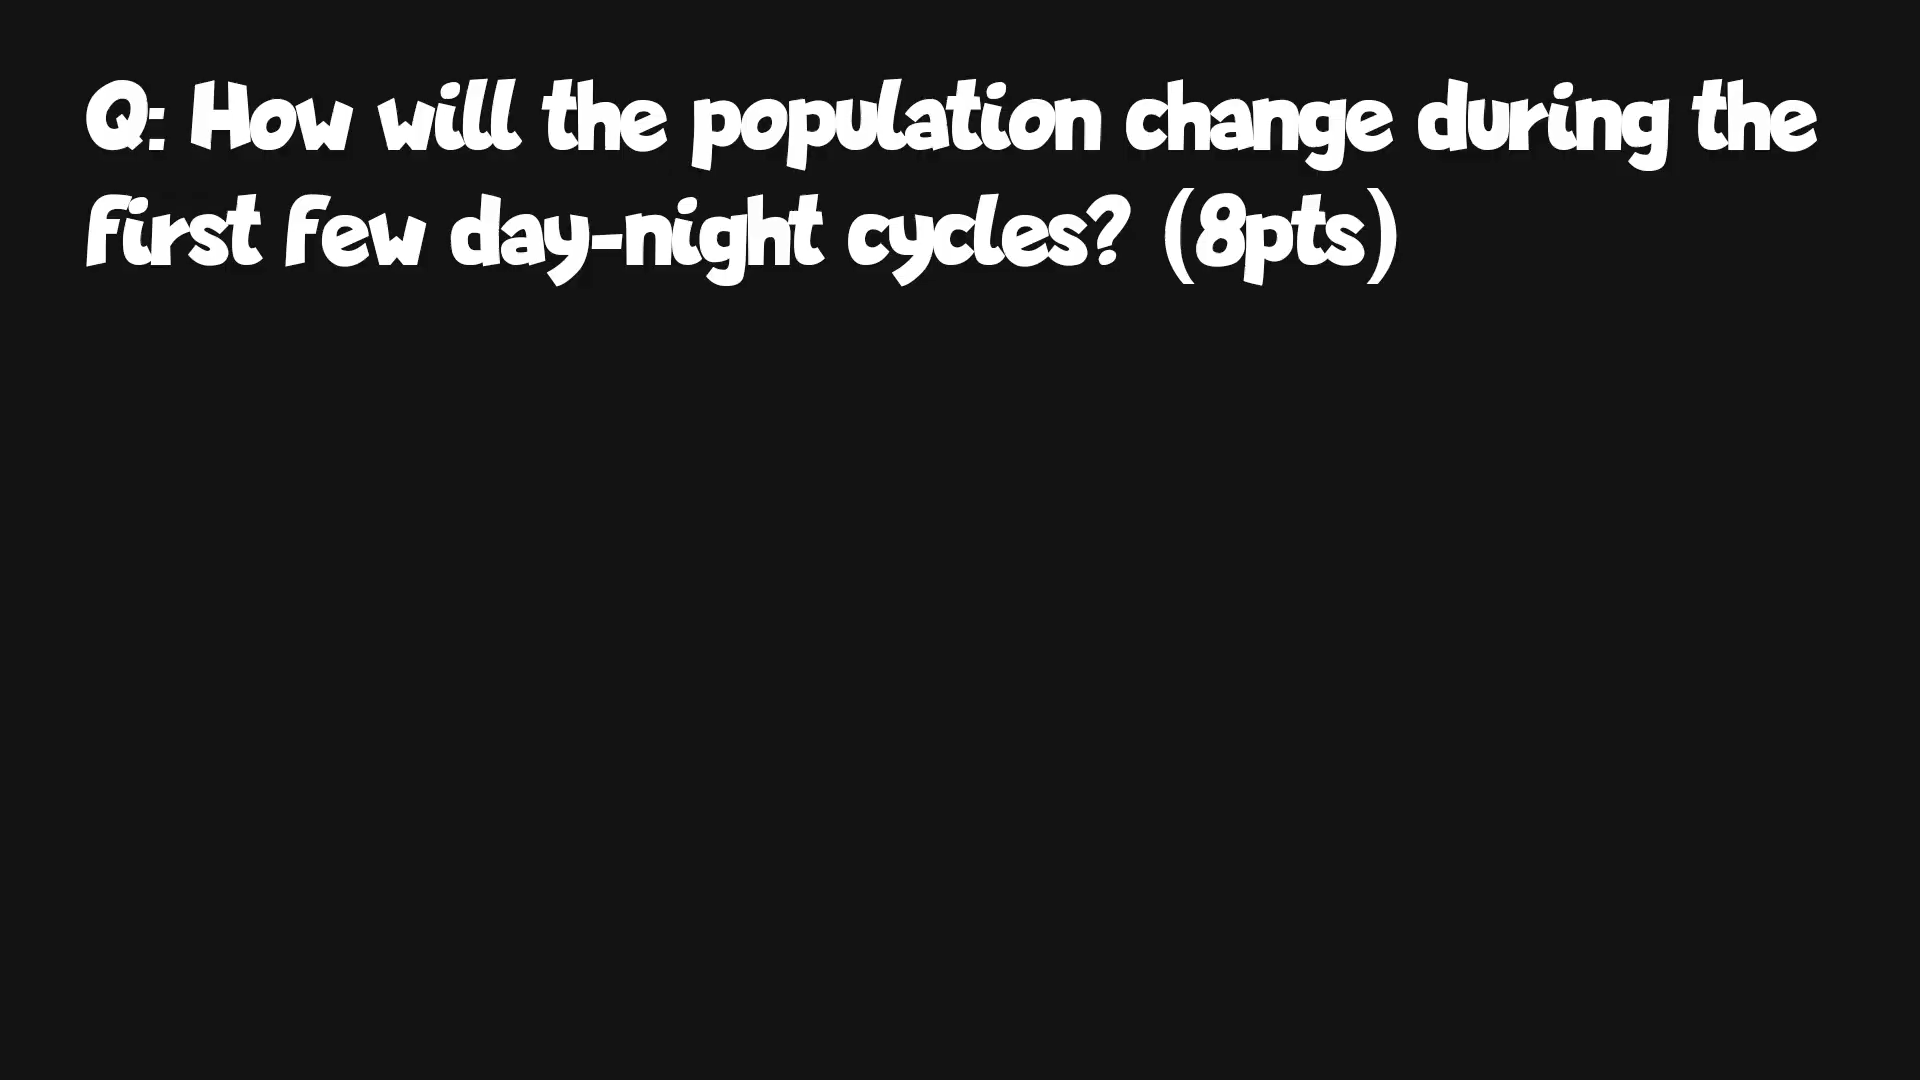 Q: How will the population change during the
first few day-night cycles? (8pts)